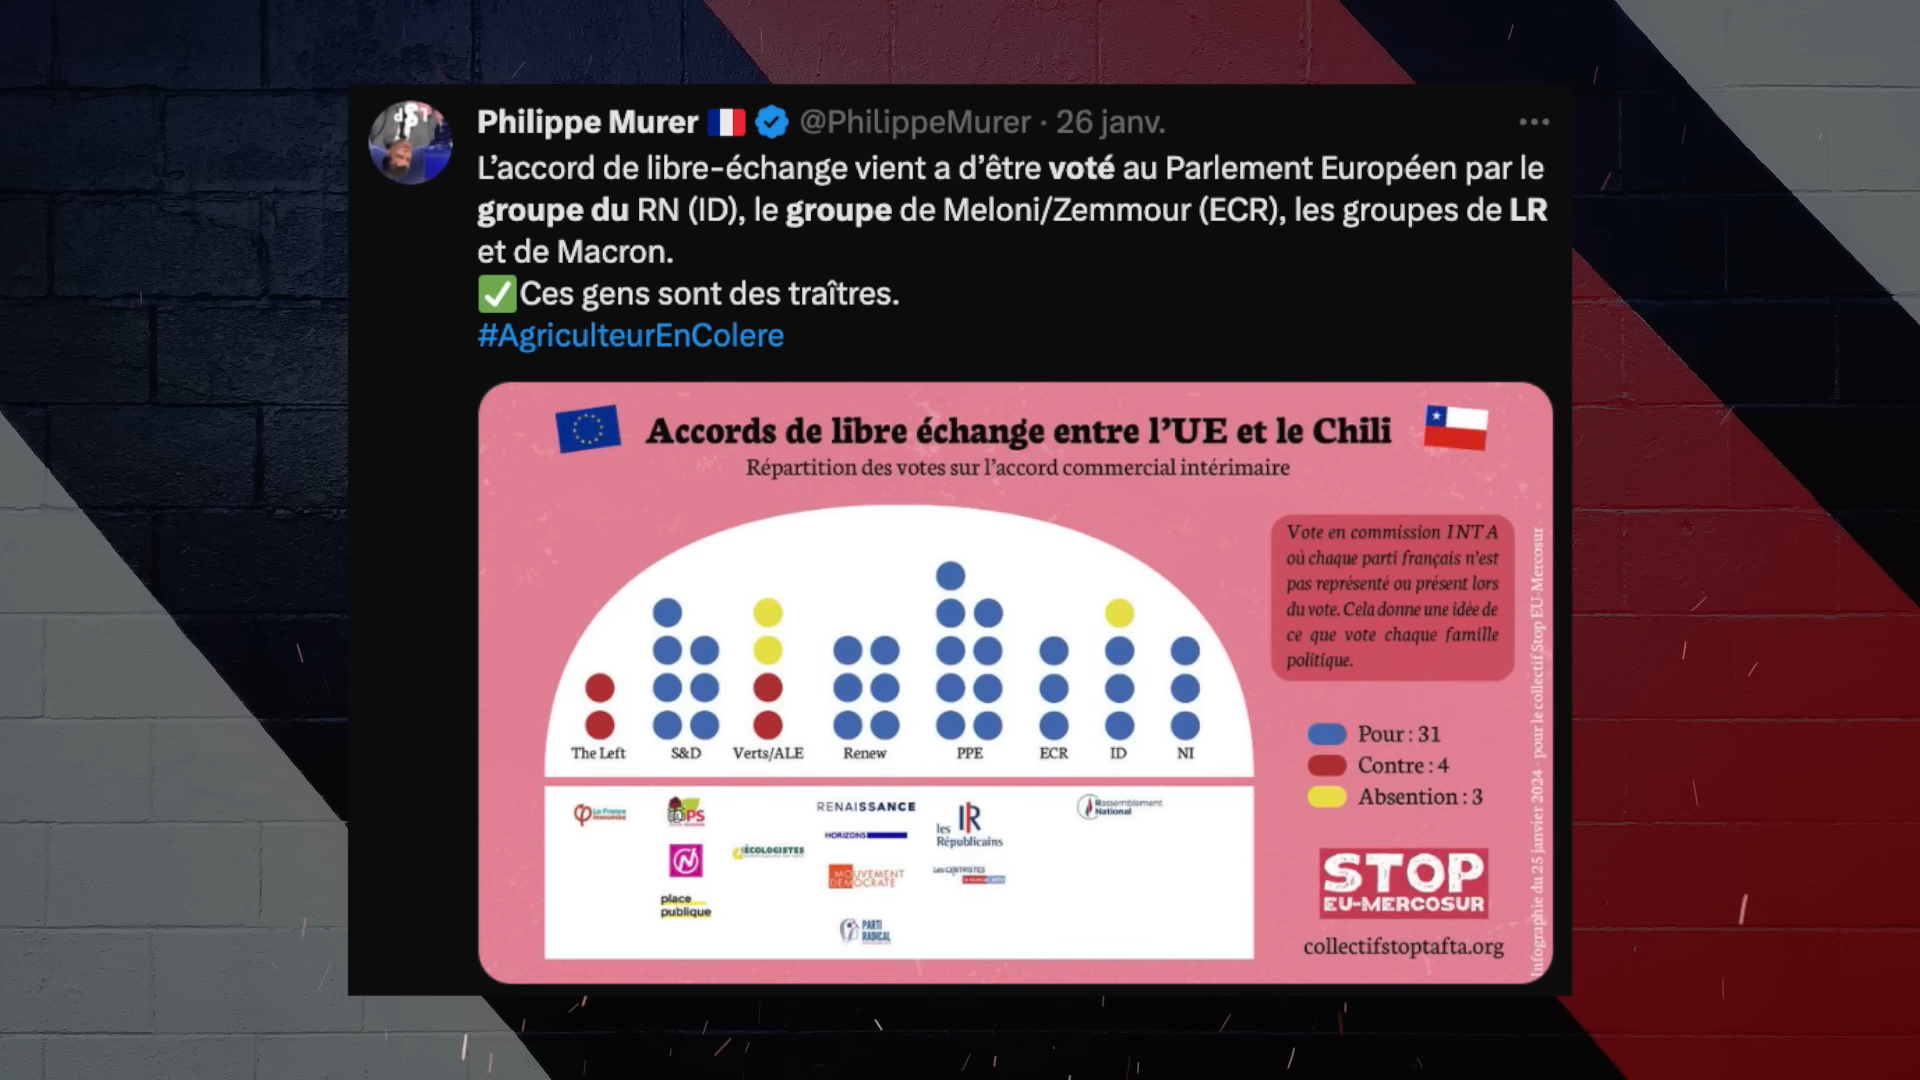 Philippe Murer @PhilippeMurer · 26 janv.
L’accord de libre-échange vient a d’être voté au Parlement Européen par le
groupe du RN (ID), le groupe de Meloni/Zemmour (ECR), les groupes de LR
et de Macron.
Ces gens sont des traîtres.
#AgriculteurEnColere
Accords de libre échange entre l’UE et le Chili
Répartition des votes sur l’accord commercial intérimaire
Vote en commission INTA
où chaque parti français n’est
pas représenté ou présent lors
du vote. Cela donne une idée de
ce que vote chaque famille
politique.
The Left
S&D
Verts/ALE
Renew
PPE
ECR
ID
NI
Pour : 31
Contre : 4
Absention : 3
La France
insoumise
PS
place
publique
ÉCOLOGISTES
RENAISSANCE
HORIZONS
MOUVEMENT
DÉMOCRATE
PARTI
RADICAL
LR
les
Républicains
Les CENTRISTES
Rassemblement
National
STOP
EU-MERCOSUR
collectifstoptafta.org
Infographie du 25 janvier 2024 - pour le collectif Stop EU-Mercosur